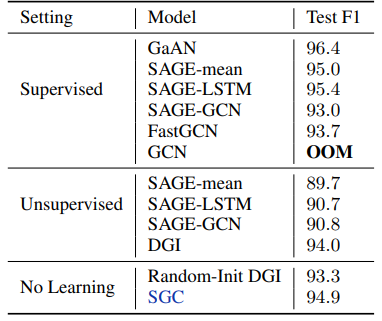 Setting Model Test F1
GaAN 96.4
SAGE-mean 95.0
Supervised SAGE-LSTM 95.4
SAGE-GCN 93.0
FastGCN 93.7
GCN OOM
SAGE-mean 89.7
Unsupervised SAGE-LSTM 90.7
SAGE-GCN 90.8
DGI 94.0
No Learning Random-Init DGI 93.3
SGC 94.9